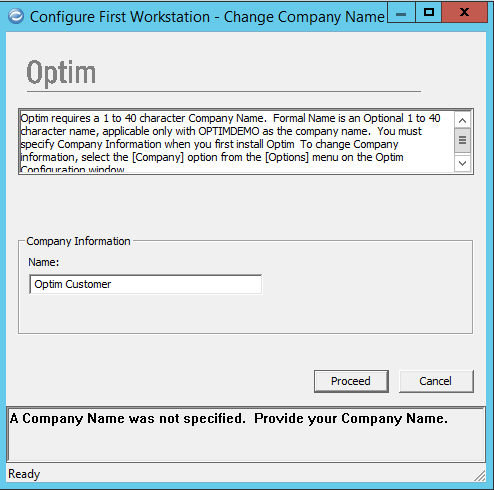 Configure First Workstation - Change Company Name
Optim
Optim requires a 1 to 40 character Company Name.  Formal Name is an Optional 1 to 40
character name, applicable only with OPTIMDEMO as the company name.  You must
specify Company Information when you first install Optim  To change Company
information, select the [Company] option from the [Options] menu on the Optim
Configuration window
Company Information
Name:
Optim Customer
Proceed
Cancel
A Company Name was not specified.  Provide your Company Name.
Ready